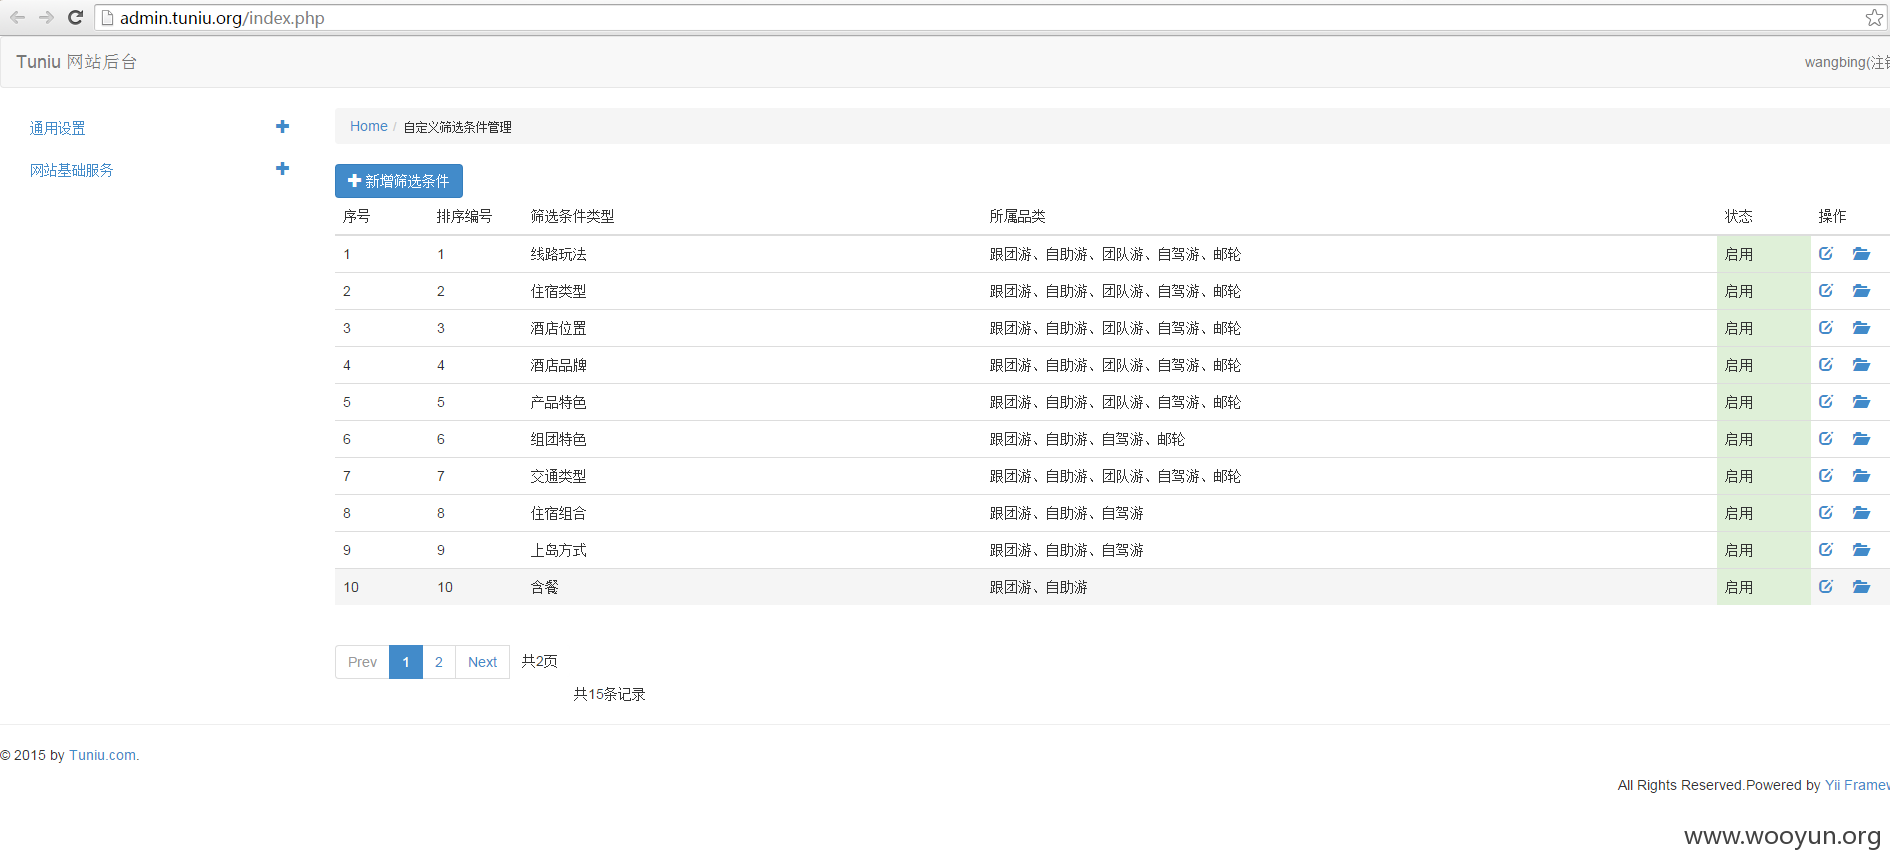 admin.tuniu.org/index.php
Tuniu 网站后台 wangbing(注销
通用设置
网站基础服务
Home / 自定义筛选条件管理
新增筛选条件
序号 排序编号 筛选条件类型 所属品类 状态 操作
1 1 线路玩法 跟团游、自助游、团队游、自驾游、邮轮 启用
2 2 住宿类型 跟团游、自助游、团队游、自驾游、邮轮 启用
3 3 酒店位置 跟团游、自助游、团队游、自驾游、邮轮 启用
4 4 酒店品牌 跟团游、自助游、团队游、自驾游、邮轮 启用
5 5 产品特色 跟团游、自助游、团队游、自驾游、邮轮 启用
6 6 组团特色 跟团游、自助游、自驾游、邮轮 启用
7 7 交通类型 跟团游、自助游、团队游、自驾游、邮轮 启用
8 8 住宿组合 跟团游、自助游、自驾游 启用
9 9 上岛方式 跟团游、自助游、自驾游 启用
10 10 含餐 跟团游、自助游 启用
Prev 1 2 Next 共2页
共15条记录
© 2015 by Tuniu.com.
All Rights Reserved.Powered by Yii Framew
www.wooyun.org